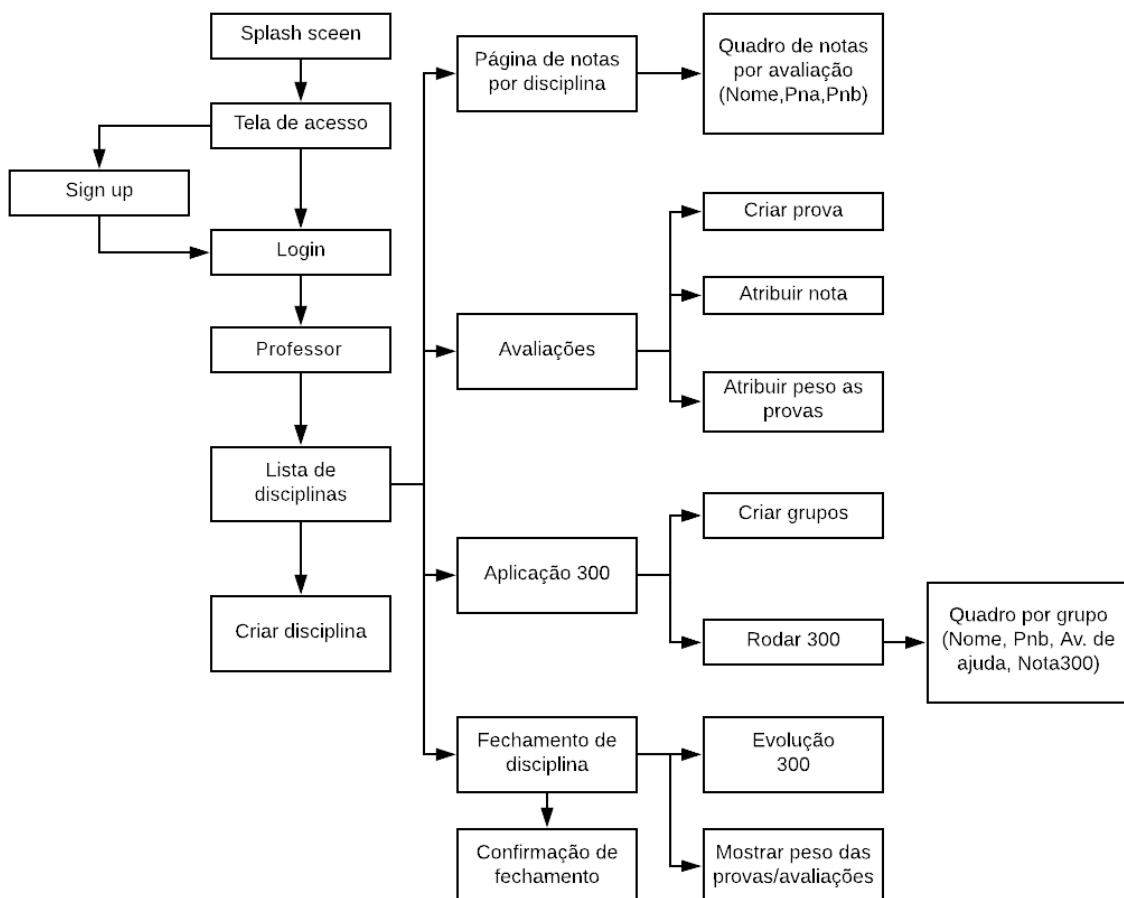 Splash sceen
Tela de acesso
Sign up
Login
Professor
Lista de
disciplinas
Criar disciplina
Página de notas
por disciplina
Quadro de notas
por avaliação
(Nome,Pna,Pnb)
Avaliações
Criar prova
Atribuir nota
Atribuir peso as
provas
Aplicação 300
Criar grupos
Rodar 300
Quadro por grupo
(Nome, Pnb, Av. de
ajuda, Nota300)
Fechamento de
disciplina
Evolução
300
Confirmação de
fechamento
Mostrar peso das
provas/avaliações